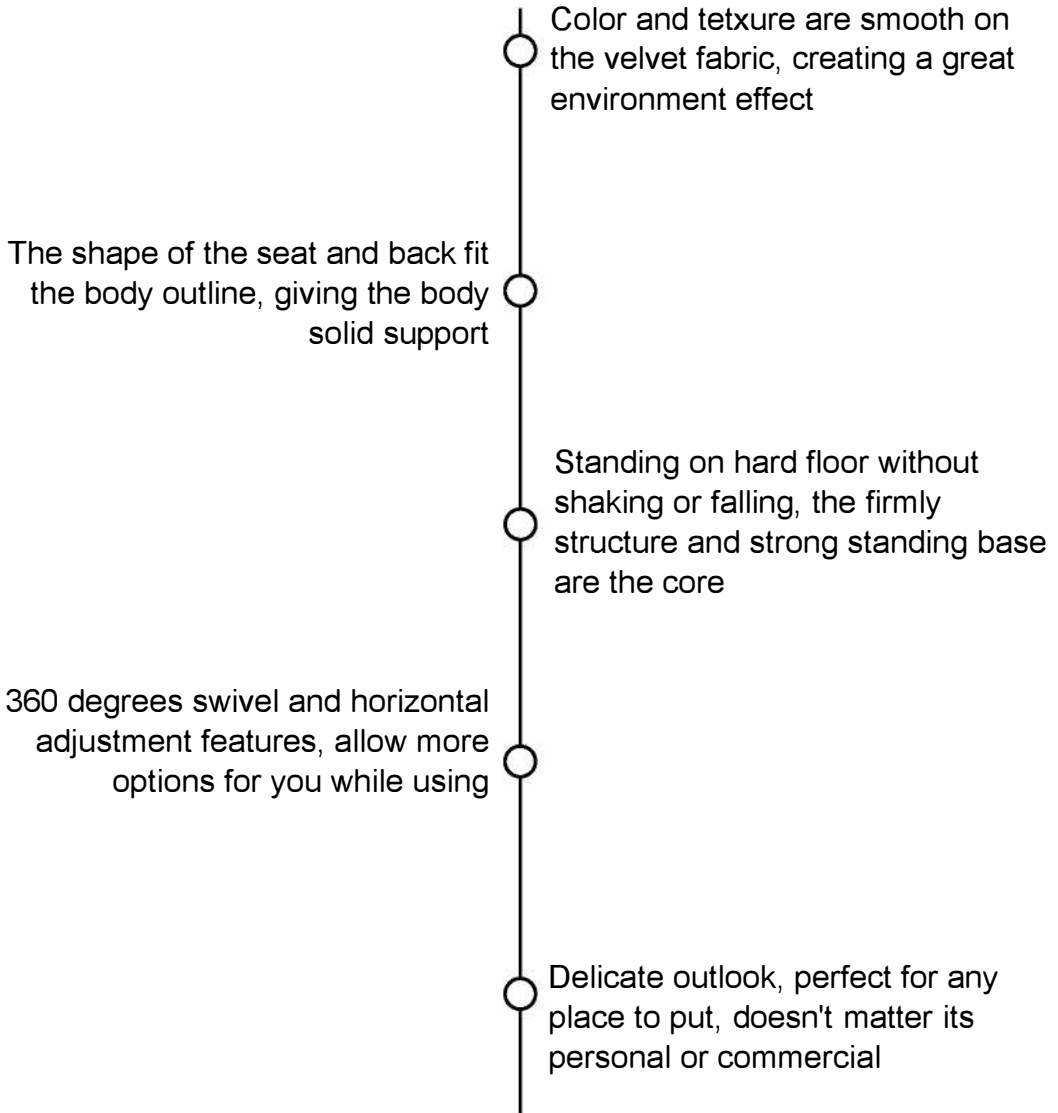 Color and tetxure are smooth on
the velvet fabric, creating a great
environment effect
The shape of the seat and back fit
the body outline, giving the body
solid support
Standing on hard floor without
shaking or falling, the firmly
structure and strong standing base
are the core
360 degrees swivel and horizontal
adjustment features, allow more
options for you while using
Delicate outlook, perfect for any
place to put, doesn't matter its
personal or commercial